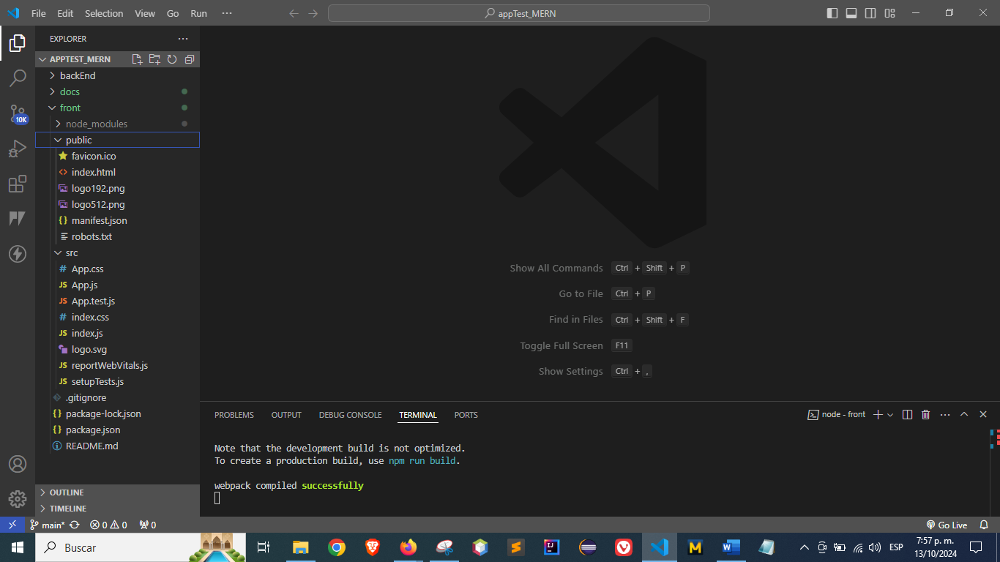 File Edit Selection View Go Run ···
appTest_MERN
EXPLORER ···
APPTEST_MERN
backEnd
docs
front
10K
node_modules
public
favicon.ico
index.html
logo192.png
logo512.png
manifest.json
robots.txt
src
App.css
App.js
App.test.js
index.css
index.js
logo.svg
reportWebVitals.js
setupTests.js
.gitignore
package-lock.json
package.json
README.md
OUTLINE
TIMELINE
Show All Commands Ctrl + Shift + P
Go to File Ctrl + P
Find in Files Ctrl + Shift + F
Toggle Full Screen F11
Show Settings Ctrl + ,
PROBLEMS OUTPUT DEBUG CONSOLE TERMINAL PORTS node - front
Note that the development build is not optimized.
To create a production build, use npm run build.
webpack compiled successfully
main* 0 0 0 Go Live
Buscar
ESP
7:57 p. m.
13/10/2024